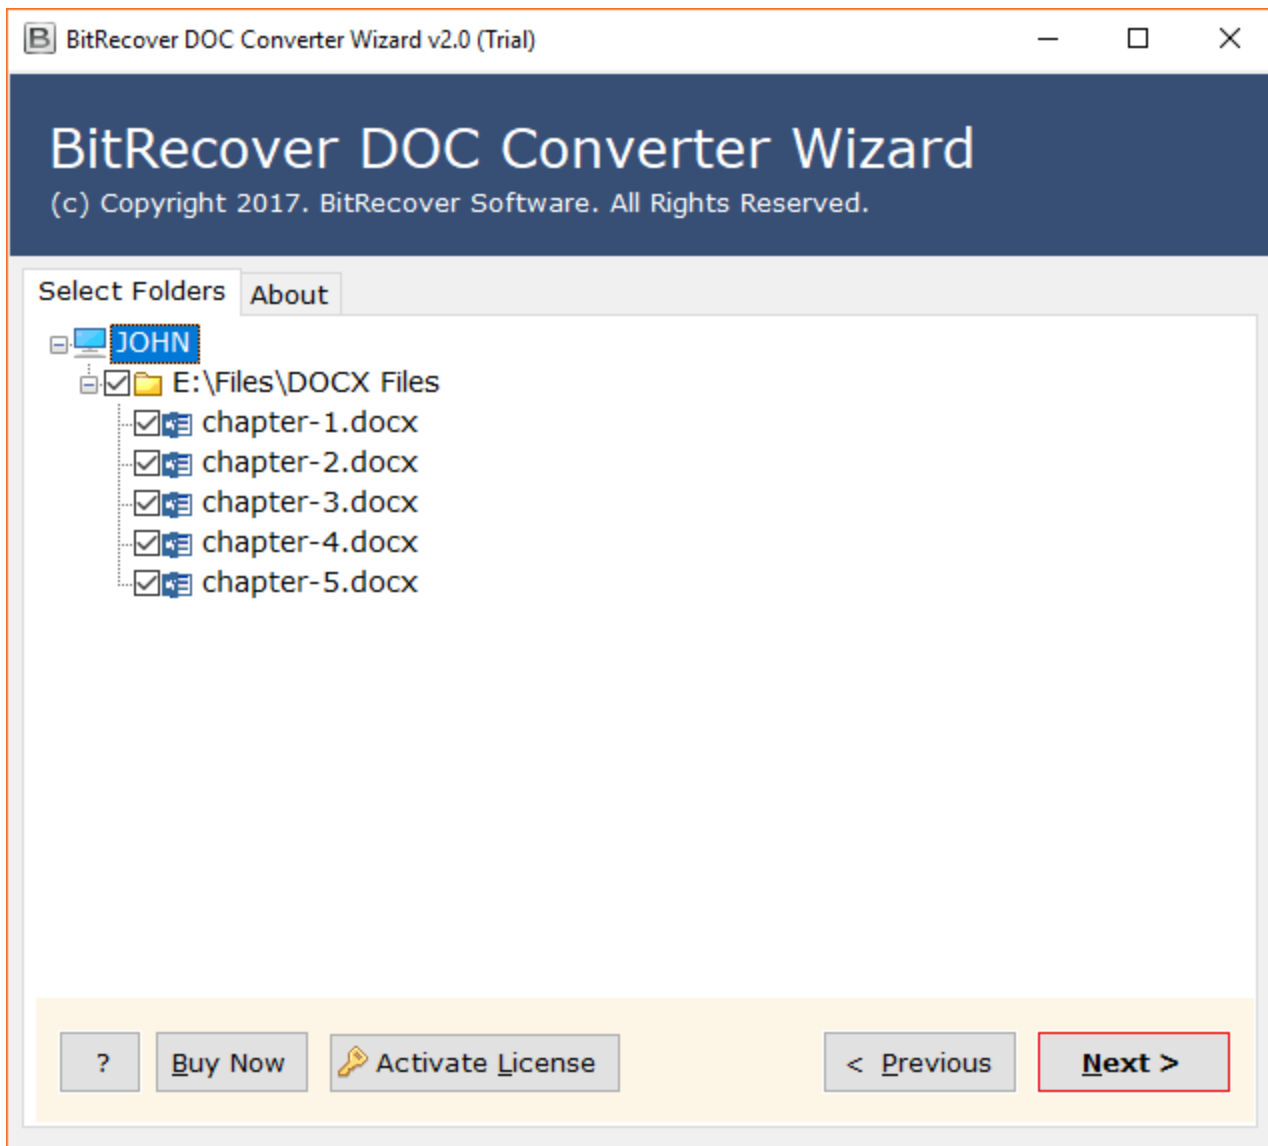 BitRecover DOC Converter Wizard v2.0 (Trial)
BitRecover DOC Converter Wizard
(c) Copyright 2017. BitRecover Software. All Rights Reserved.
Select Folders About
JOHN
E:\Files\DOCX Files
chapter-1.docx
chapter-2.docx
chapter-3.docx
chapter-4.docx
chapter-5.docx
? Buy Now Activate License < Previous Next >